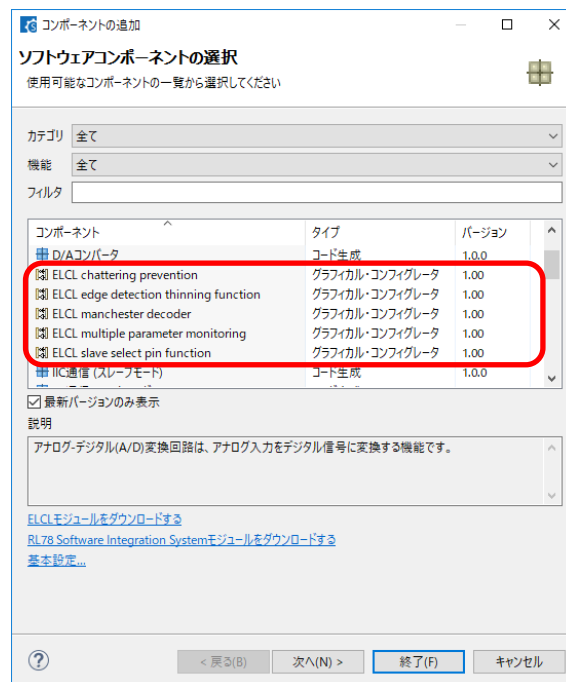 コンポーネントの追加
ソフトウェアコンポーネントの選択
使用可能なコンポーネントの一覧から選択してください
カテゴリ 全て
機能 全て
フィルタ
コンポーネント タイプ バージョン
D/Aコンバータ コード生成 1.0.0
ELCL chattering prevention グラフィカル・コンフィグレータ 1.00
ELCL edge detection thinning function グラフィカル・コンフィグレータ 1.00
ELCL manchester decoder グラフィカル・コンフィグレータ 1.00
ELCL multiple parameter monitoring グラフィカル・コンフィグレータ 1.00
ELCL slave select pin function グラフィカル・コンフィグレータ 1.00
IIC通信 (スレーブモード) コード生成 1.0.0
最新バージョンのみ表示
説明
アナログ-デジタル(A/D)変換回路は、アナログ入力をデジタル信号に変換する機能です。
ELCLモジュールをダウンロードする
RL78 Software Integration Systemモジュールをダウンロードする
基本設定...
< 戻る(B) 次へ(N) > 終了(F) キャンセル